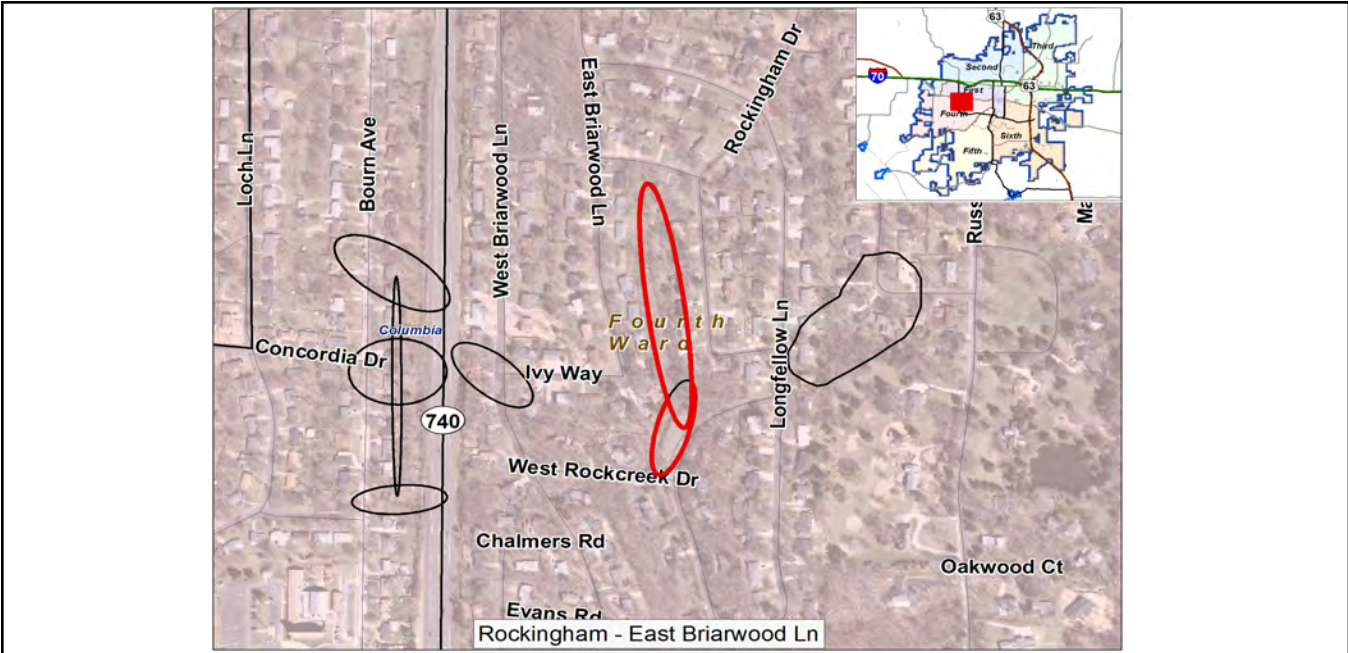 Loch Ln
Bourn Ave
West Briarwood Ln
East Briarwood Ln
Rockingham Dr
63
Third
Second
70
First
63
Fourth
Sixth
Fifth
Russ
Ma
Columbia
Concordia Dr
Fourth
Ward
Longfellow Ln
Ivy Way
740
West Rockcreek Dr
Chalmers Rd
Oakwood Ct
Evans Rd
Rockingham - East Briarwood Ln